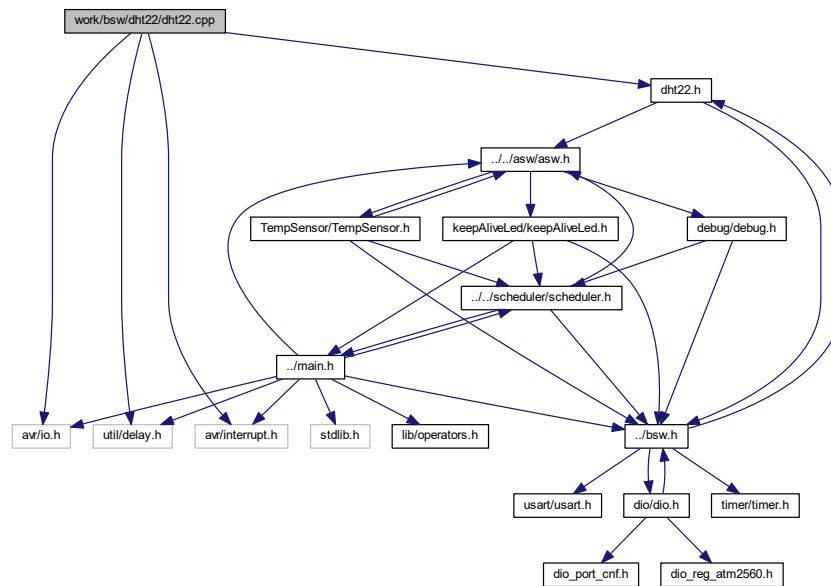 work/bsw/dht22/dht22.cpp
dht22.h
../../asw/asw.h
TempSensor/TempSensor.h
keepAliveLed/keepAliveLed.h
debug/debug.h
../../scheduler/scheduler.h
../main.h
avr/io.h
util/delay.h
avr/interrupt.h
stdlib.h
lib/operators.h
../bsw.h
usart/usart.h
dio/dio.h
timer/timer.h
dio_port_cnf.h
dio_reg_atm2560.h